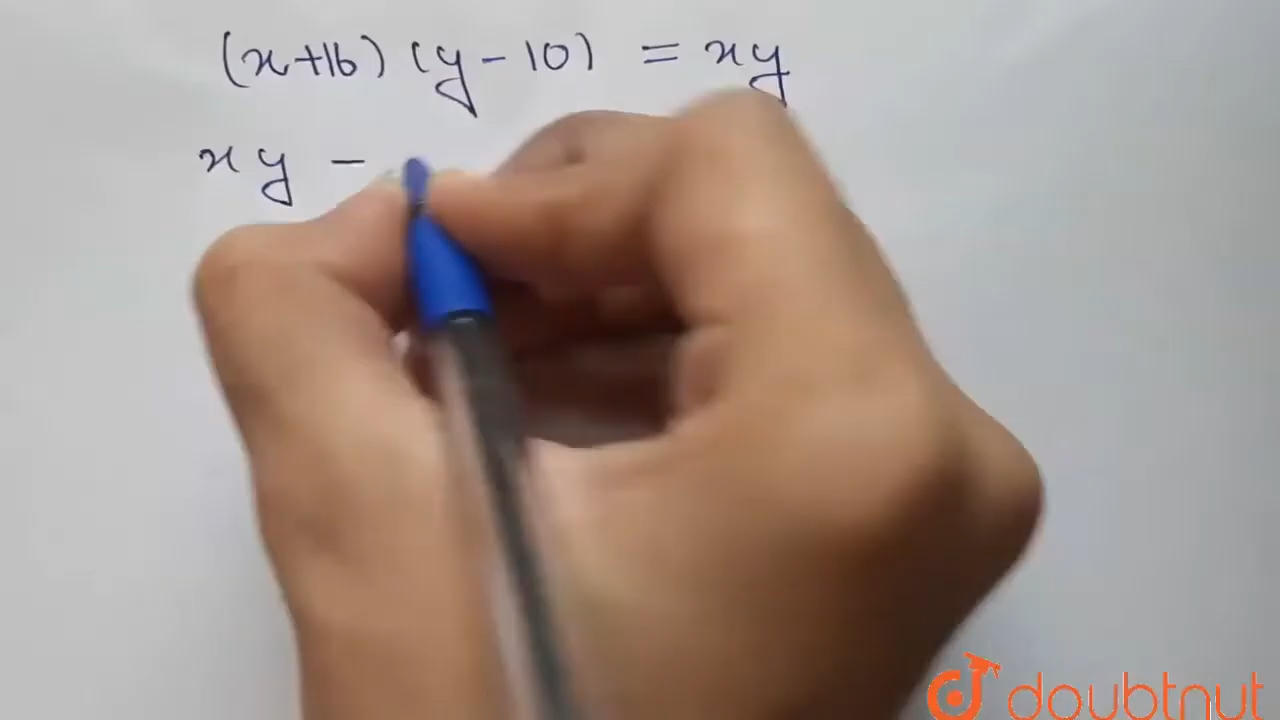 (x+16) (y-10) = xy
xy -
doubtnut